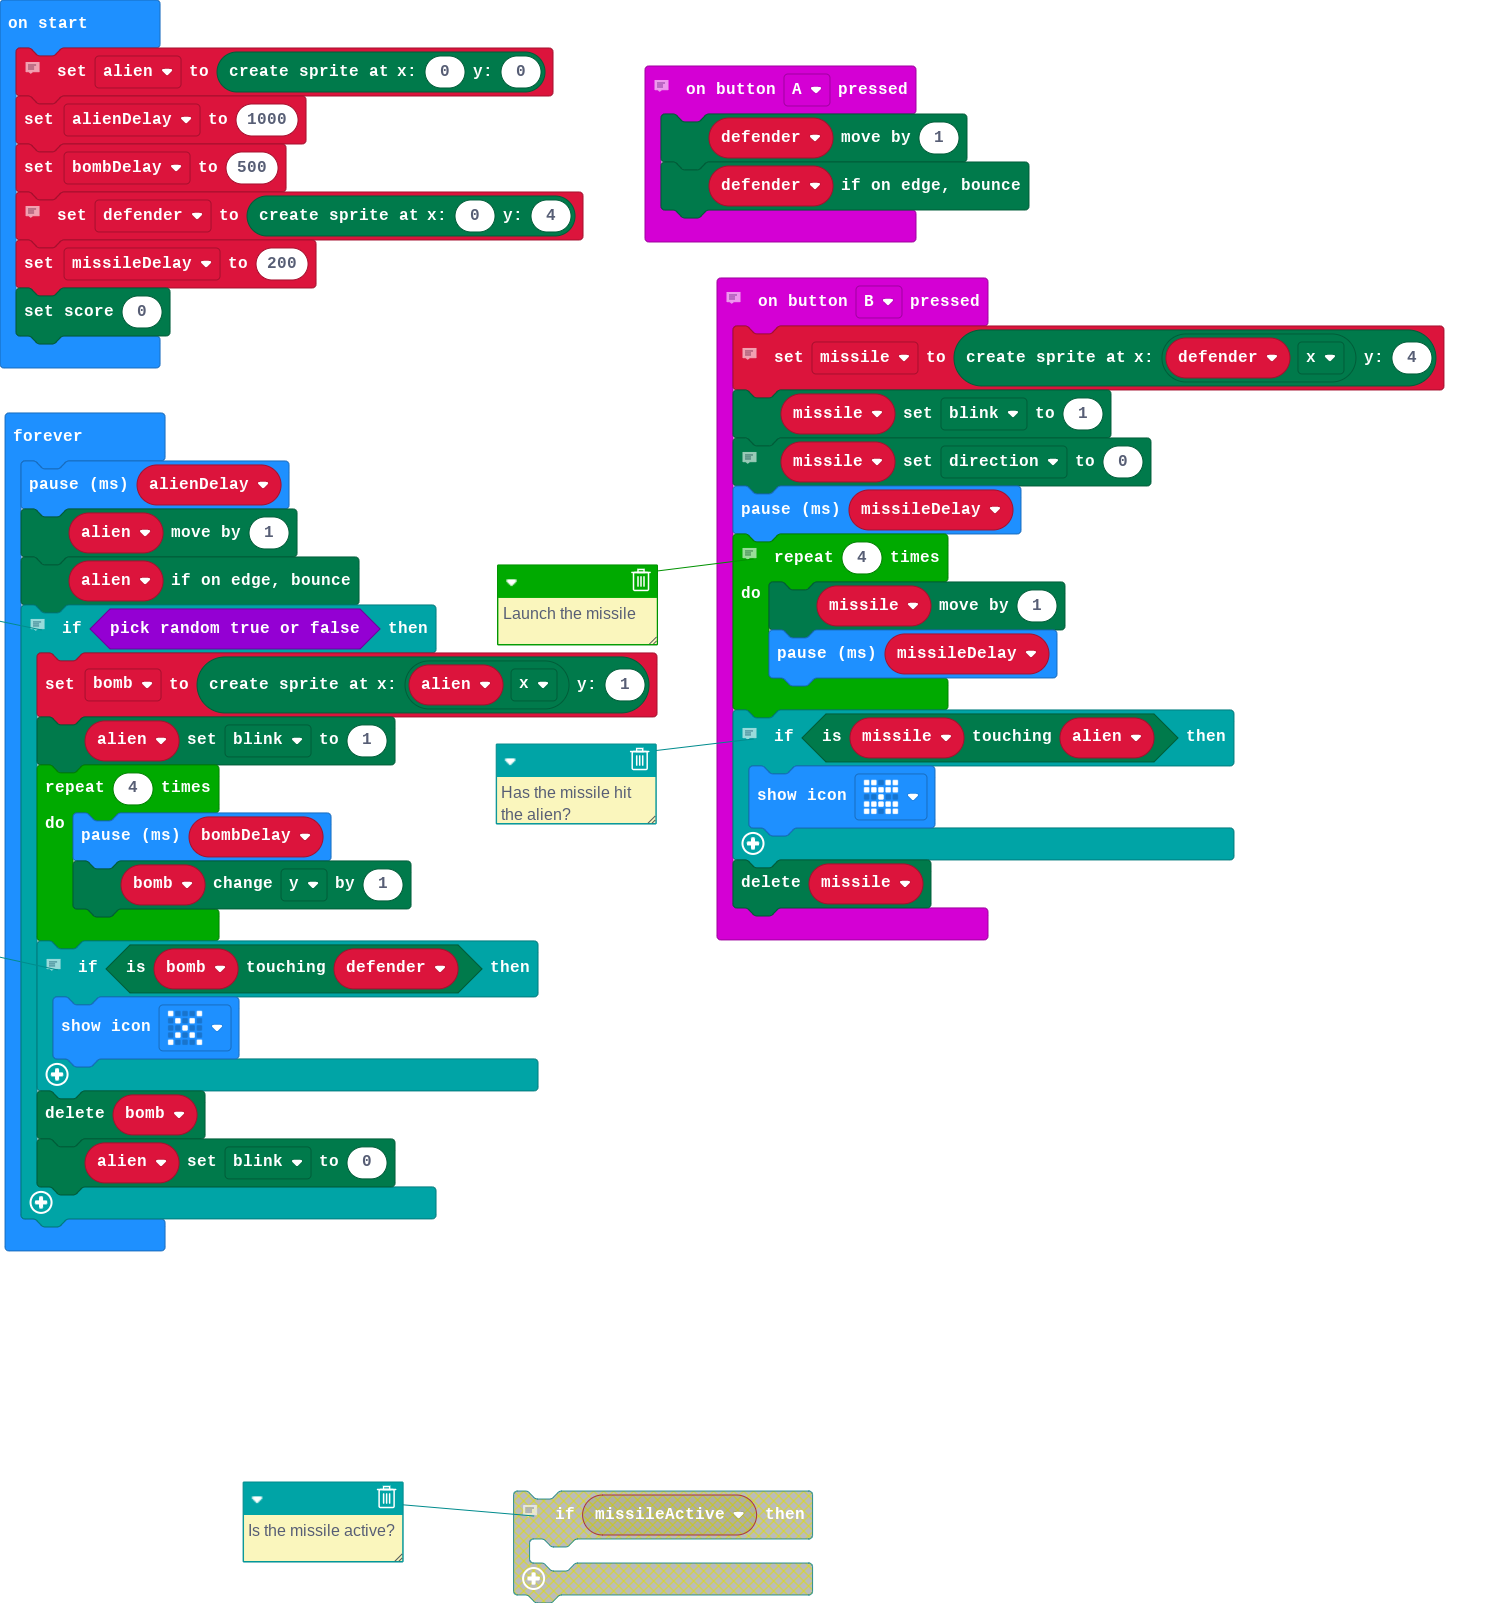 on start
set alien to create sprite at x: 0 y: 0
set alienDelay to 1000
set bombDelay to 500
set defender to create sprite at x: 0 y: 4
set missileDelay to 200
set score 0
on button A pressed
defender move by 1
defender if on edge, bounce
on button B pressed
set missile to create sprite at x: defender x y: 4
missile set blink to 1
missile set direction to 0
pause (ms) missileDelay
repeat 4 times
do
missile move by 1
pause (ms) missileDelay
if is missile touching alien then
show icon
delete missile
Launch the missile
Has the missile hit
the alien?
forever
pause (ms) alienDelay
alien move by 1
alien if on edge, bounce
if pick random true or false then
set bomb to create sprite at x: alien x y: 1
alien set blink to 1
repeat 4 times
do
pause (ms) bombDelay
bomb change y by 1
if is bomb touching defender then
show icon
delete bomb
alien set blink to 0
Is the missile active?
if missileActive then